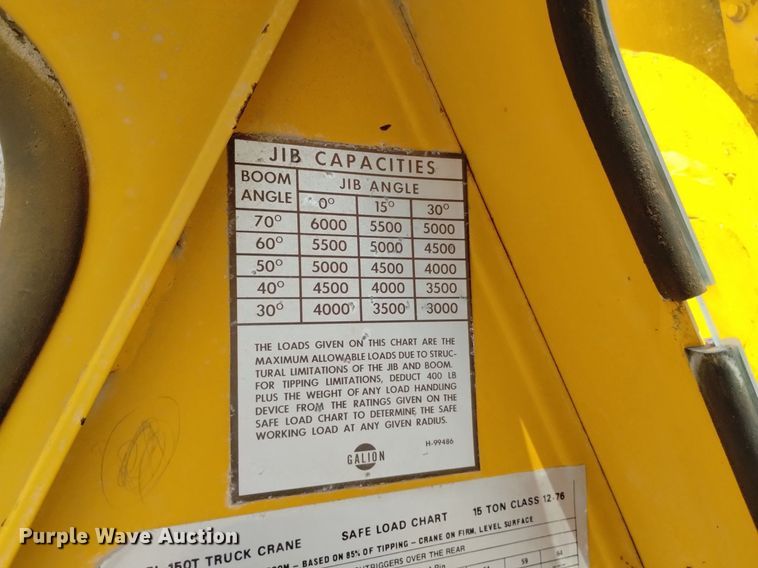 JIB CAPACITIES
BOOM ANGLE JIB ANGLE
0° 15° 30°
70° 6000 5500 5000
60° 5500 5000 4500
50° 5000 4500 4000
40° 4500 4000 3500
30° 4000 3500 3000
THE LOADS GIVEN ON THIS CHART ARE THE
MAXIMUM ALLOWABLE LOADS DUE TO STRUC-
TURAL LIMITATIONS OF THE JIB AND BOOM.
FOR TIPPING LIMITATIONS, DEDUCT 400 LB
PLUS THE WEIGHT OF ANY LOAD HANDLING
DEVICE FROM THE RATINGS GIVEN ON THE
SAFE LOAD CHART TO DETERMINE THE SAFE
WORKING LOAD AT ANY GIVEN RADIUS.
GALION
H-99486
150T TRUCK CRANE SAFE LOAD CHART 15 TON CLASS 12-76
– BASED ON 85% OF TIPPING – CRANE ON FIRM, LEVEL SURFACE
OUTRIGGERS OVER THE REAR
59 64
Purple Wave Auction